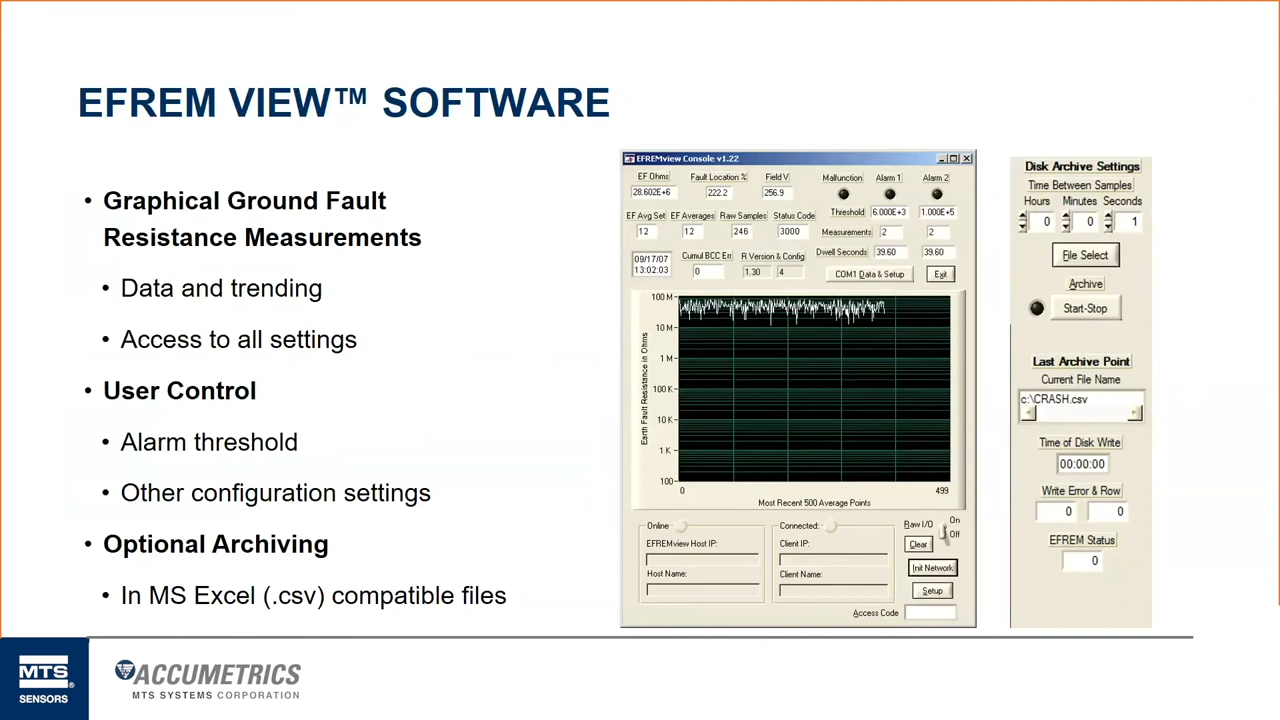 EFREM VIEW™ SOFTWARE
• Graphical Ground Fault
Resistance Measurements
• Data and trending
• Access to all settings
• User Control
• Alarm threshold
• Other configuration settings
• Optional Archiving
• In MS Excel (.csv) compatible files
EFREMview Console v1.22
EF Ohms
Fault Location %
Field V
Malfunction
Alarm 1
Alarm 2
28.602E+6
222.2
256.9
Threshold
6.000E+3
1.000E+5
EF Avg Set
EF Averages
Raw Samples
Status Code
12
12
246
3000
Measurements
2
2
Dwell Seconds
39.60
39.60
09/17/07
13:02:03
Cumul BCC Err
R Version & Config
0
1.30
4
COM1 Data & Setup
Exit
Earth Fault Resistance in Ohms
100 M
10 M
1 M
100 K
10 K
1 K
100
0
499
Most Recent 500 Average Points
Online
EFREMview Host IP:
Host Name:
Connected:
Client IP:
Client Name:
Raw I/O
On
Off
Clear
Init Network
Setup
Access Code
Disk Archive Settings
Time Between Samples
Hours
Minutes
Seconds
0
0
1
File Select
Archive
Start-Stop
Last Archive Point
Current File Name
c:\CRASH.csv
Time of Disk Write
00:00:00
Write Error & Row
0
0
EFREM Status
0
MTS
®
SENSORS
ACCUMETRICS
MTS SYSTEMS CORPORATION